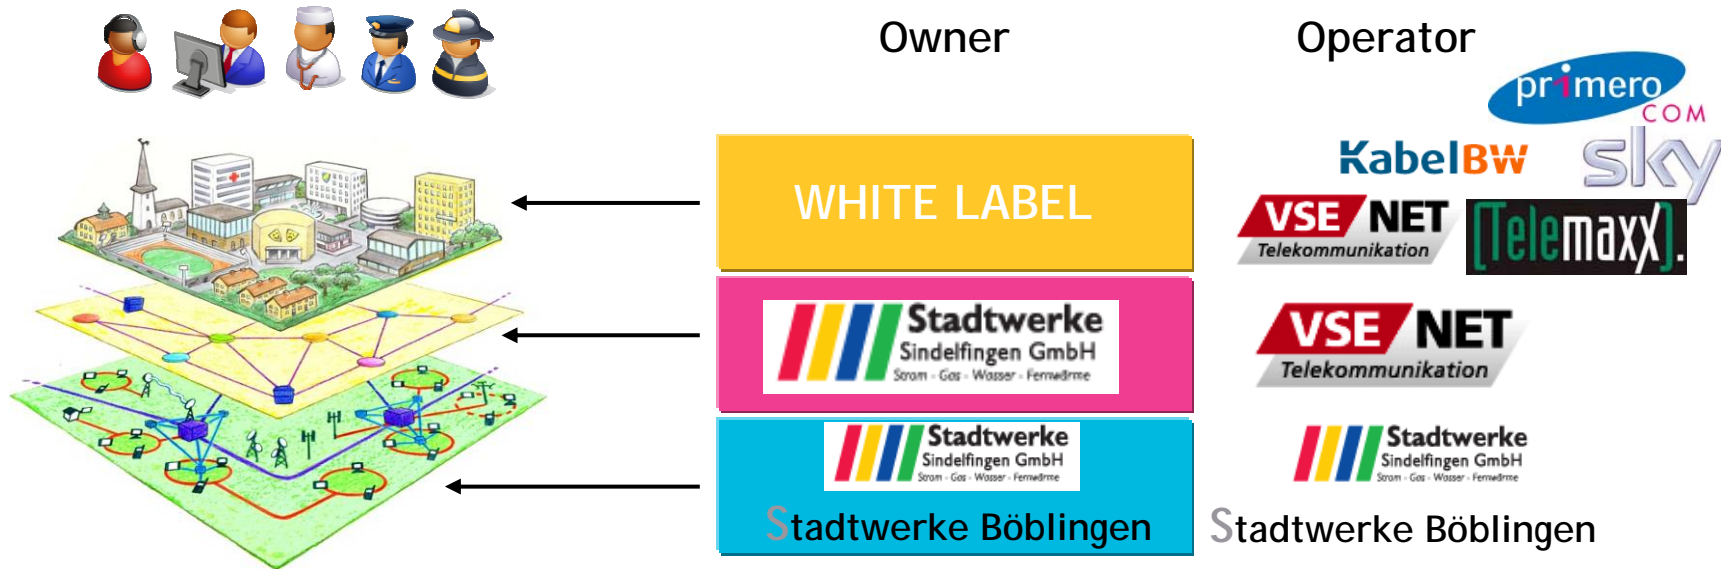 Owner
Operator
primero
COM
KabelBW
sky
WHITE LABEL
VSE NET
Telekommunikation
[Telemaxx].
Stadtwerke
Sindelfingen GmbH
Strom - Gas - Wasser - Fernwärme
VSE NET
Telekommunikation
Stadtwerke
Sindelfingen GmbH
Strom - Gas - Wasser - Fernwärme
Stadtwerke Böblingen
Stadtwerke
Sindelfingen GmbH
Strom - Gas - Wasser - Fernwärme
Stadtwerke Böblingen